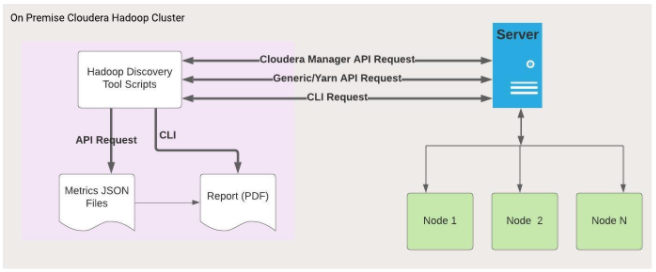 On Premise Cloudera Hadoop Cluster
Server
Cloudera Manager API Request
Hadoop Discovery
Tool Scripts
Generic/Yarn API Request
CLI Request
API Request
CLI
Metrics JSON
Files
Report (PDF)
Node 1
Node 2
Node N